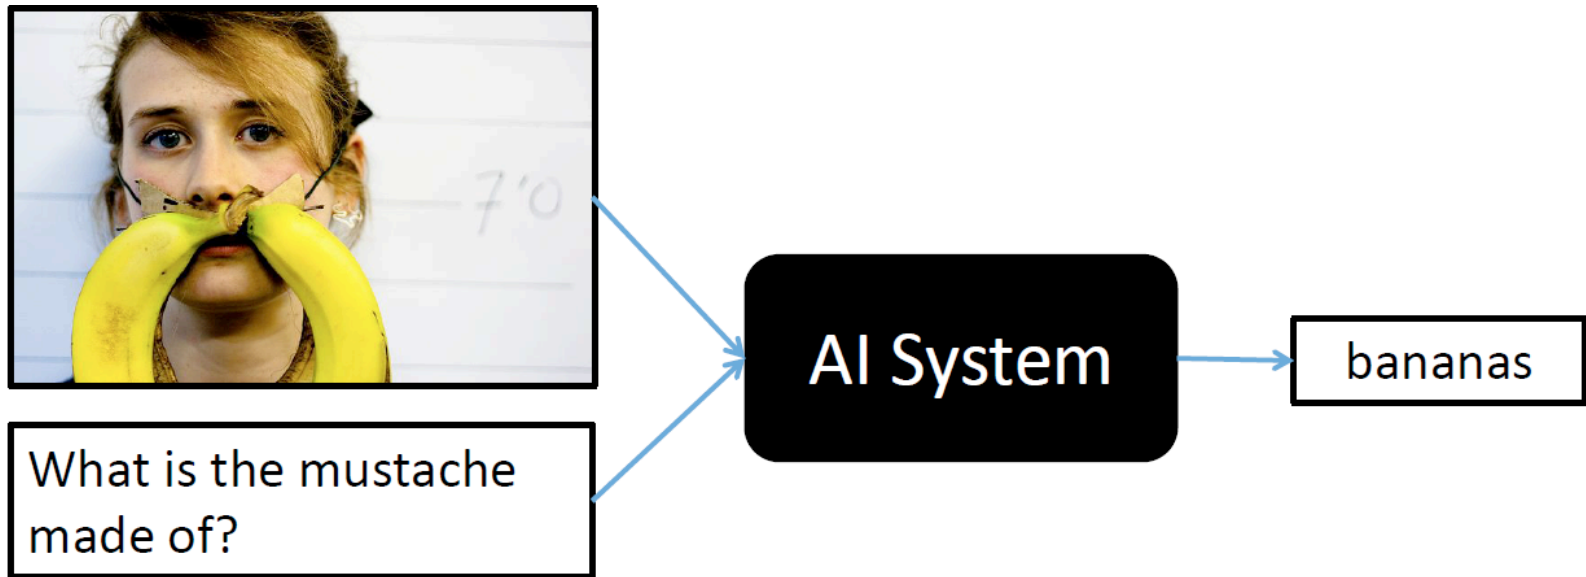 7'0
What is the mustache
made of?
AI System
bananas